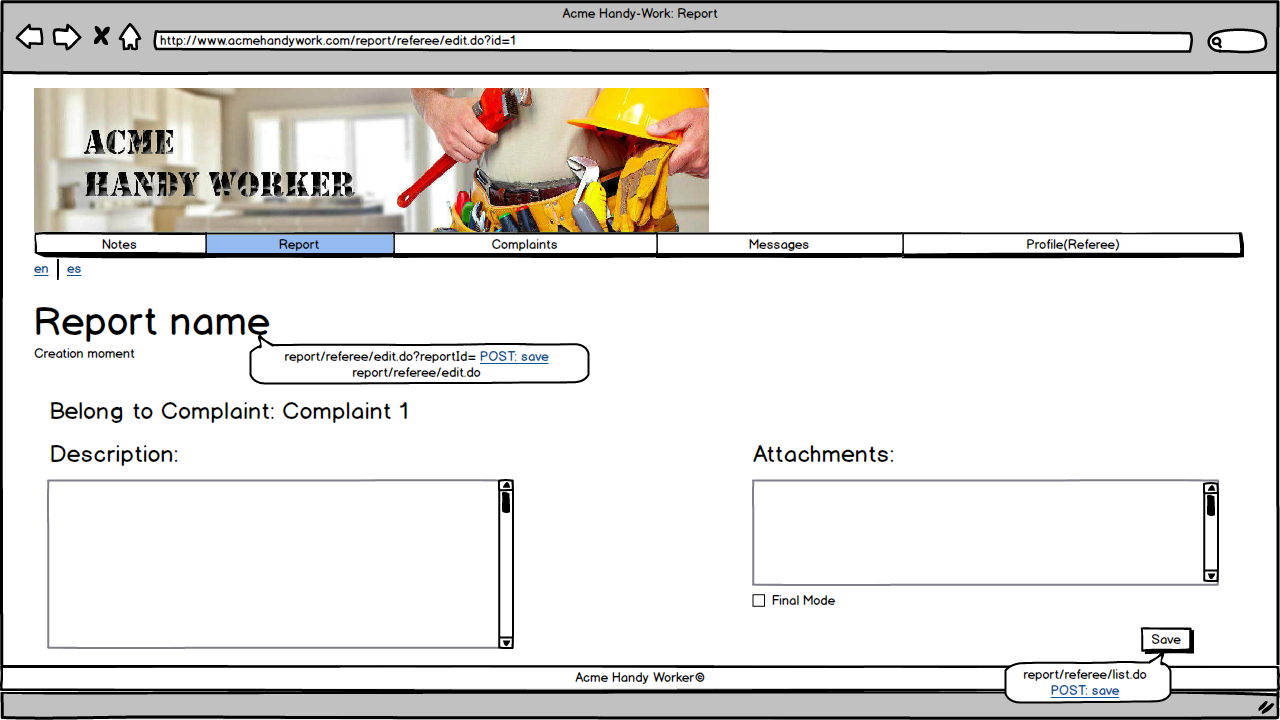 Acme Handy-Work: Report
http://www.acmehandywork.com/report/referee/edit.do?id=1
ACME
HANDY WORKER
Notes Report Complaints Messages Profile(Referee)
en es
Report name
Creation moment
report/referee/edit.do?reportId= POST: save
report/referee/edit.do
Belong to Complaint: Complaint 1
Description: Attachments:
Final Mode
Save
Acme Handy Worker©
report/referee/list.do
POST: save